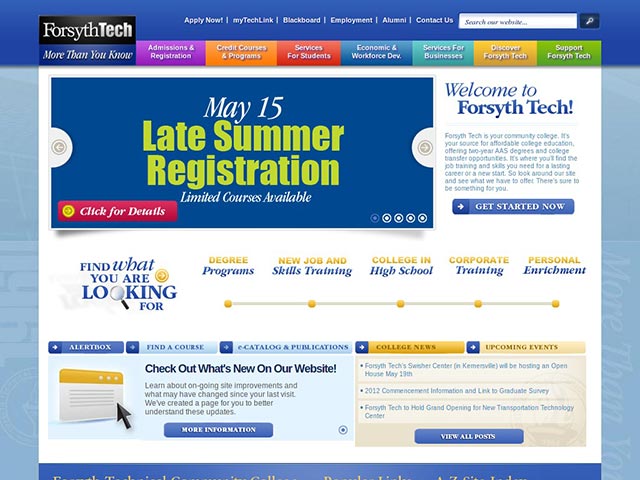 Apply Now! | myTechLink | Blackboard | Employment | Alumni | Contact Us
Search our website...
ForsythTech
More Than You Know
Admissions &
Registration
Credit Courses
& Programs
Services
For Students
Economic &
Workforce Dev.
Services For
Businesses
Discover
Forsyth Tech
Support
Forsyth Tech
May 15
Late Summer
Registration
Limited Courses Available
Click for Details
Welcome to
Forsyth Tech!
Forsyth Tech is your community college. It's
your source for affordable college education,
offering two-year AAS degrees and college
transfer opportunities. It's where you'll find the
job training and skills you need for a lasting
career or a new start. So look around our site
and see what we have to offer. There's sure to
be something for you.
GET STARTED NOW
FIND what
YOU ARE
LOOKING
FOR
DEGREE
Programs
NEW JOB AND
Skills Training
COLLEGE IN
High School
CORPORATE
Training
PERSONAL
Enrichment
ALERTBOX
FIND A COURSE
e-CATALOG & PUBLICATIONS
COLLEGE NEWS
UPCOMING EVENTS
Check Out What's New On Our Website!
Learn about on-going site improvements and
what may have changed since your last visit.
We've created a page for you to better
understand these updates.
MORE INFORMATION
Forsyth Tech's Swisher Center (in Kernersville) will be hosting an
Open House May 19th
2012 Commencement Information and Link to Graduate Survey
Forsyth Tech to Hold Grand Opening for New Transportation Technology
Center
VIEW ALL POSTS
Forsyth Technical Community College
Popular Links
A-Z Site Index